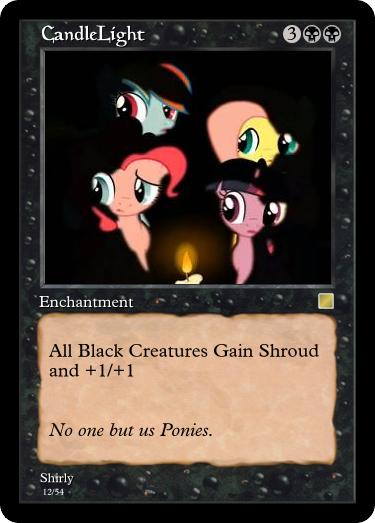 CandleLight 3
Enchantment
All Black Creatures Gain Shroud
and +1/+1
No one but us Ponies.
Shirly
12/54